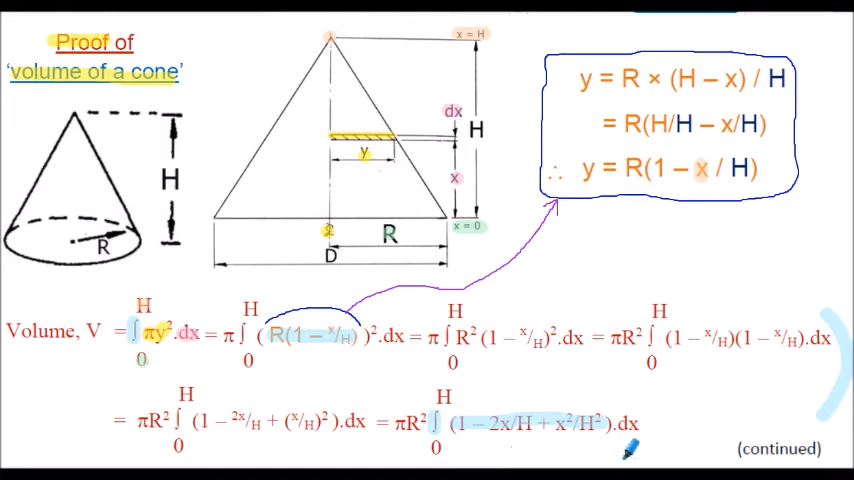 Proof of
'volume of a cone'
H
R
x = H
dx
H
y
x
R
x = 0
D
y = R × (H – x) / H
= R(H/H – x/H)
∴ y = R(1 – x / H)
Volume, V = ∫₀ᴴ πy².dx = π ∫₀ᴴ ( R(1 – x/H) )².dx = π ∫₀ᴴ R² (1 – x/H)².dx = πR² ∫₀ᴴ (1 – x/H)(1 – x/H).dx
= πR² ∫₀ᴴ (1 – 2x/H + (x/H)² ).dx = πR² ∫₀ᴴ (1 – 2x/H + x²/H² ).dx
(continued)